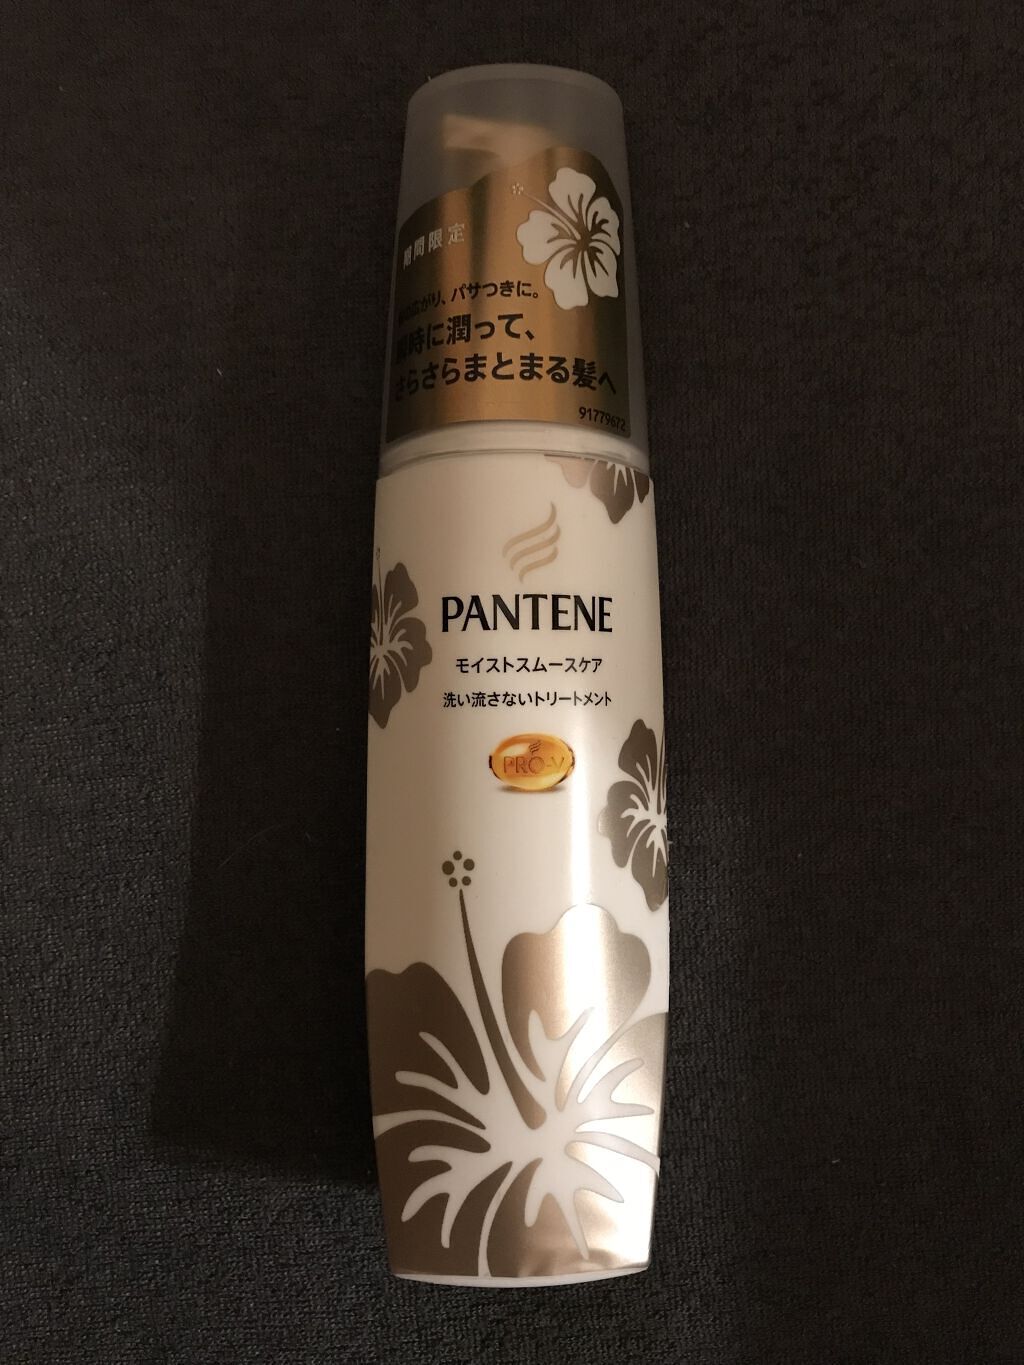 期間限定
広がり、パサつきに。
瞬時に潤って、
さらさらまとまる髪へ
91779672
PANTENE
モイストスムースケア
洗い流さないトリートメント
PRO-V